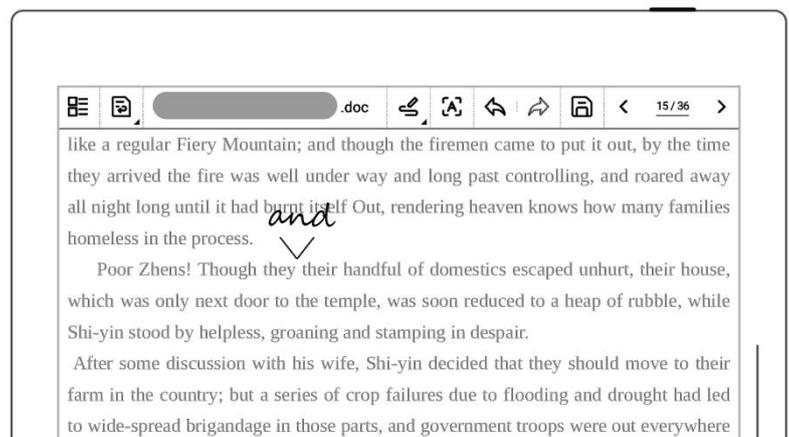 .doc
15 / 36
like a regular Fiery Mountain; and though the firemen came to put it out, by the time
they arrived the fire was well under way and long past controlling, and roared away
all night long until it had burnt itself Out, rendering heaven knows how many families
and
homeless in the process.
Poor Zhens! Though they their handful of domestics escaped unhurt, their house,
which was only next door to the temple, was soon reduced to a heap of rubble, while
Shi-yin stood by helpless, groaning and stamping in despair.
After some discussion with his wife, Shi-yin decided that they should move to their
farm in the country; but a series of crop failures due to flooding and drought had led
to wide-spread brigandage in those parts, and government troops were out everywhere